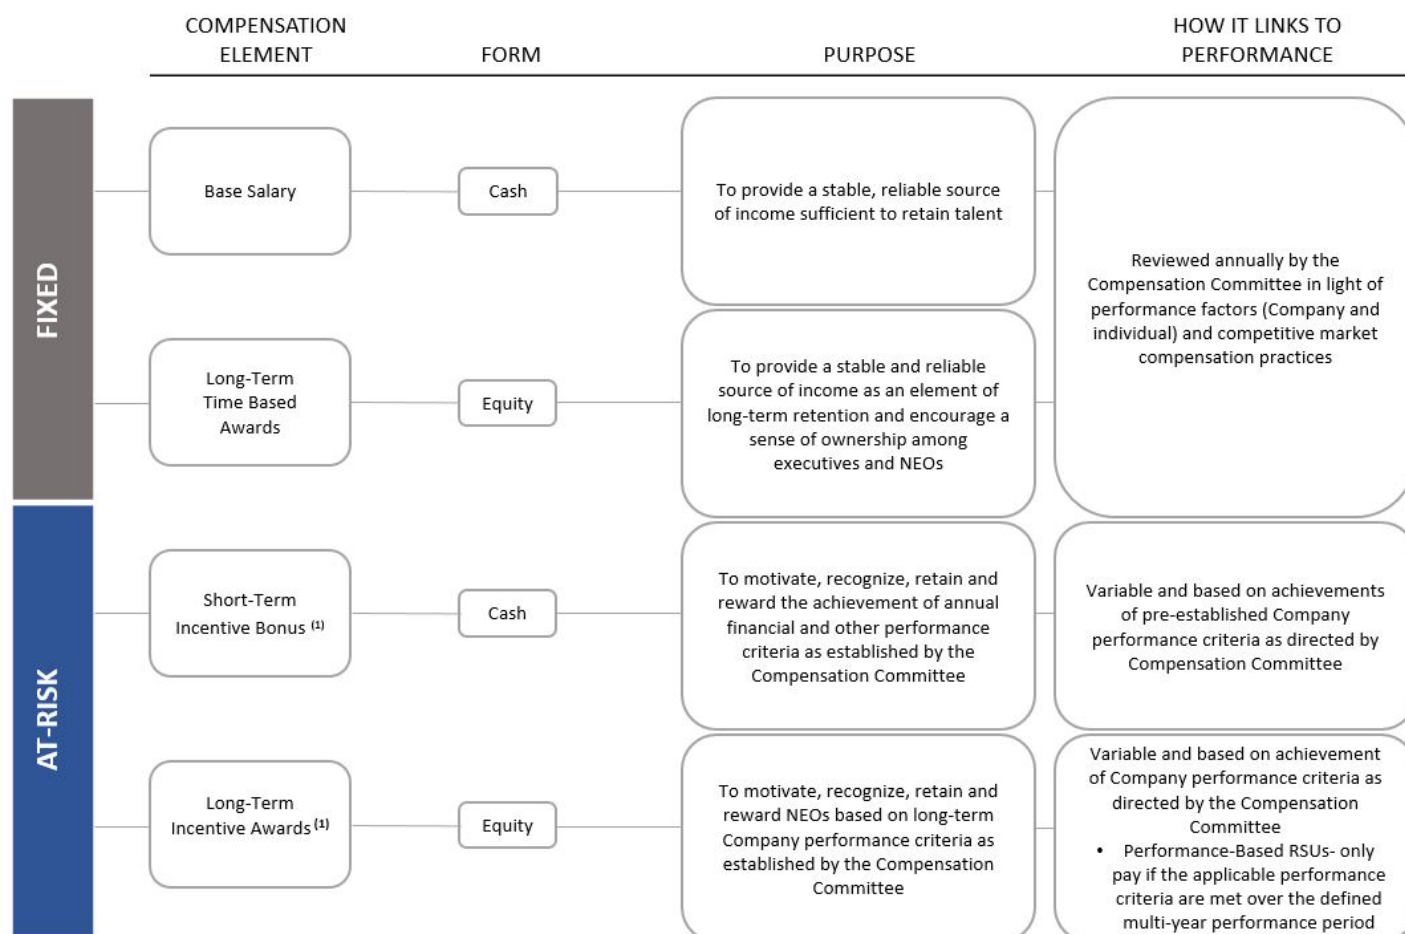 COMPENSATION
ELEMENT
FORM
PURPOSE
HOW IT LINKS TO
PERFORMANCE
FIXED
Base Salary
Cash
To provide a stable, reliable source
of income sufficient to retain talent
Reviewed annually by the
Compensation Committee in light of
performance factors (Company and
individual) and competitive market
compensation practices
Long-Term
Time Based
Awards
Equity
To provide a stable and reliable
source of income as an element of
long-term retention and encourage a
sense of ownership among
executives and NEOs
AT-RISK
Short-Term
Incentive Bonus (1)
Cash
To motivate, recognize, retain and
reward the achievement of annual
financial and other performance
criteria as established by the
Compensation Committee
Variable and based on achievements
of pre-established Company
performance criteria as directed by
Compensation Committee
Long-Term
Incentive Awards (1)
Equity
To motivate, recognize, retain and
reward NEOs based on long-term
Company performance criteria as
established by the Compensation
Committee
Variable and based on achievement
of Company performance criteria as
directed by the Compensation
Committee
• Performance-Based RSUs- only
pay if the applicable performance
criteria are met over the defined
multi-year performance period